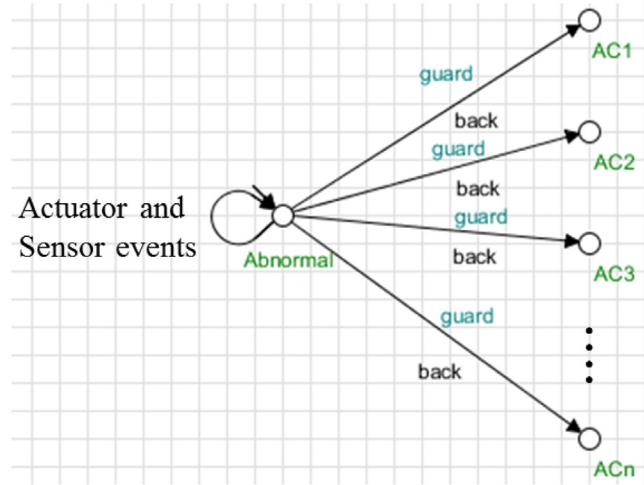 AC1
guard
back
guard
AC2
back
Actuator and
guard
Sensor events
Abnormal
back
AC3
guard
back
ACn